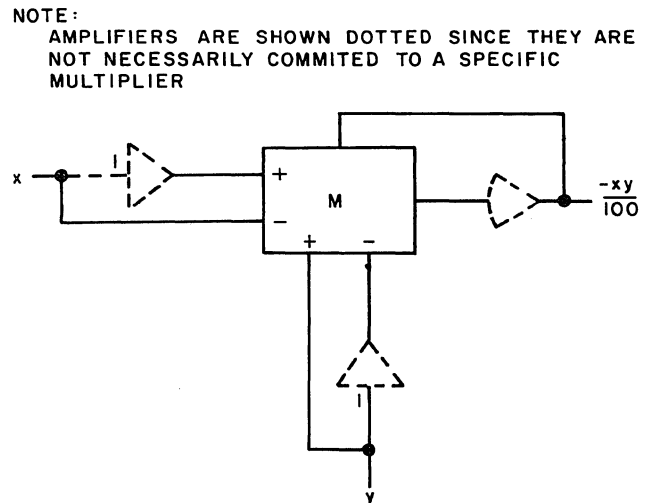 NOTE:
AMPLIFIERS ARE SHOWN DOTTED SINCE THEY ARE
NOT NECESSARILY COMMITED TO A SPECIFIC
MULTIPLIER
1
x
+
-
M
+ -
-xy
100
1
y